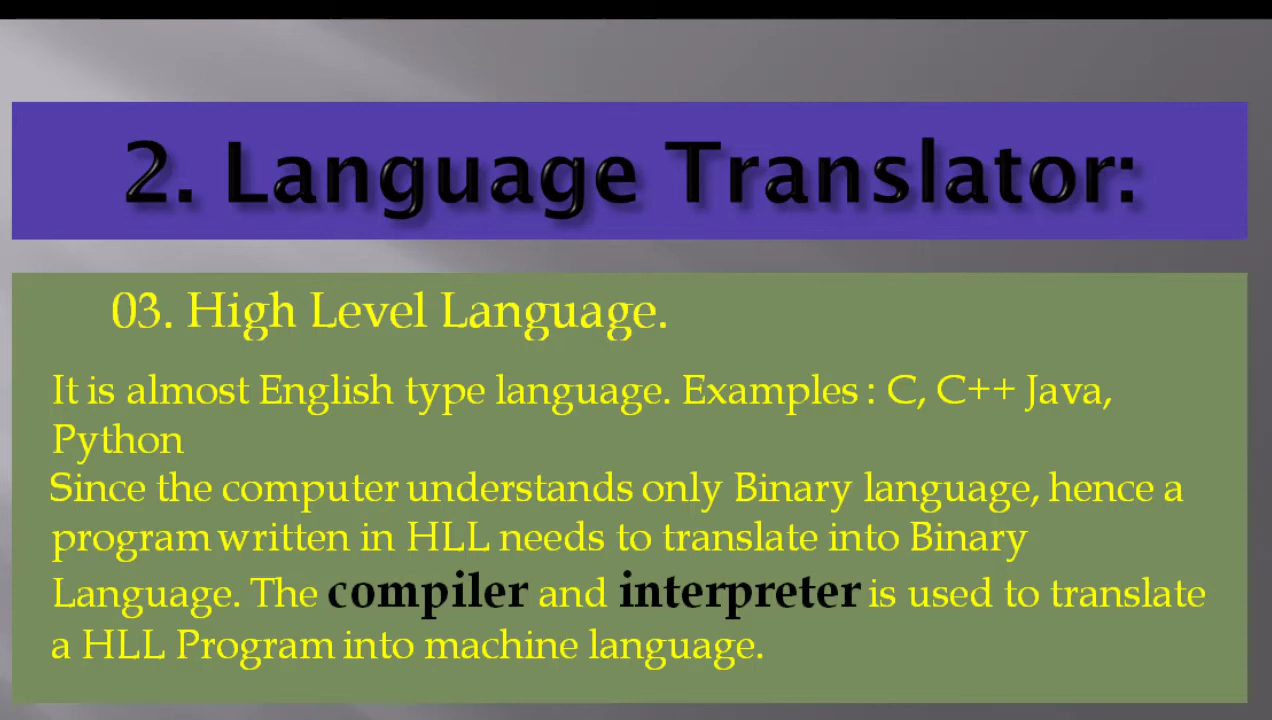 2. Language Translator:
03. High Level Language.
It is almost English type language. Examples : C, C++ Java,
Python
Since the computer understands only Binary language, hence a
program written in HLL needs to translate into Binary
Language. The compiler and interpreter is used to translate
a HLL Program into machine language.